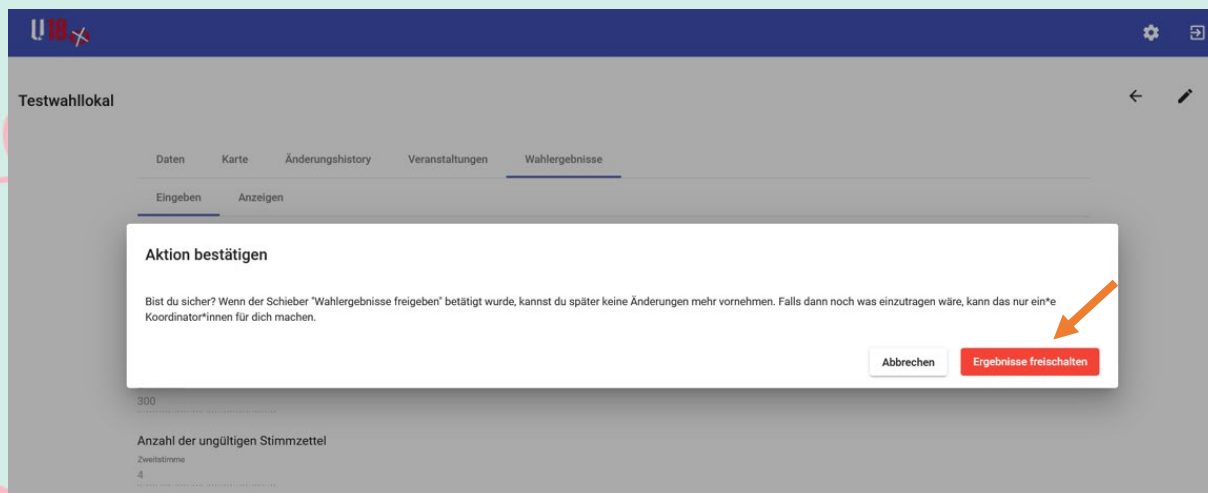 U18
Testwahllokal
Daten Karte Änderungshistory Veranstaltungen Wahlergebnisse
Eingeben Anzeigen
Aktion bestätigen
Bist du sicher? Wenn der Schieber "Wahlergebnisse freigeben" betätigt wurde, kannst du später keine Änderungen mehr vornehmen. Falls dann noch was einzutragen wäre, kann das nur ein*e
Koordinator*innen für dich machen.
Abbrechen Ergebnisse freischalten
300
Anzahl der ungültigen Stimmzettel
Zweitstimme
4